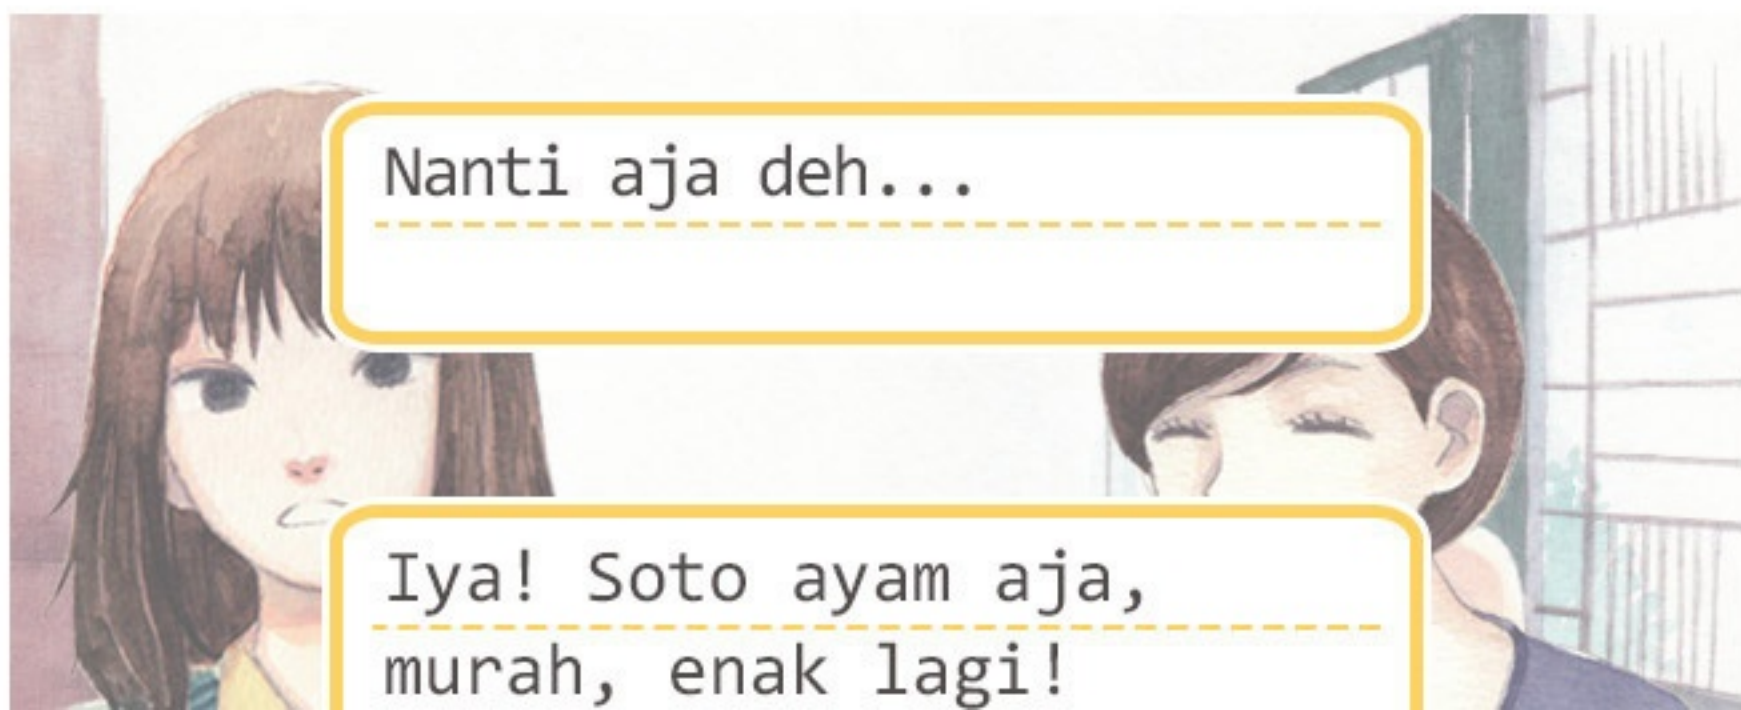 Nanti aja deh...
Iya! Soto ayam aja,
murah, enak lagi!